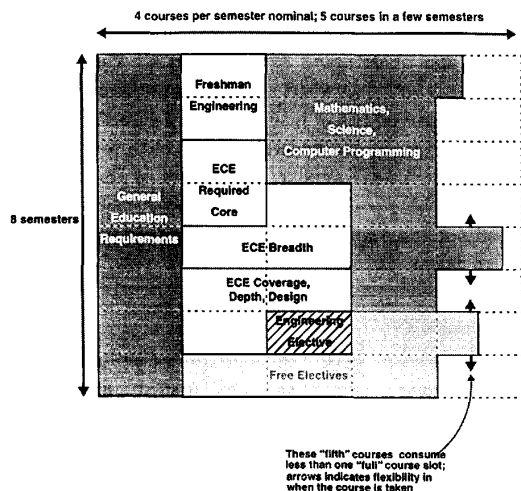 4 courses per semester nominal; 5 courses in a few semesters
Freshman
Engineering
Mathematics,
Science,
Computer Programming
ECE
Required
Core
General
Education
Requirements
8 semesters
ECE Breadth
ECE Coverage,
Depth, Design
Engineering
Elective
Free Electives
These "fifth" courses consume
less than one "full" course slot;
arrows indicates flexibility in
when the course is taken